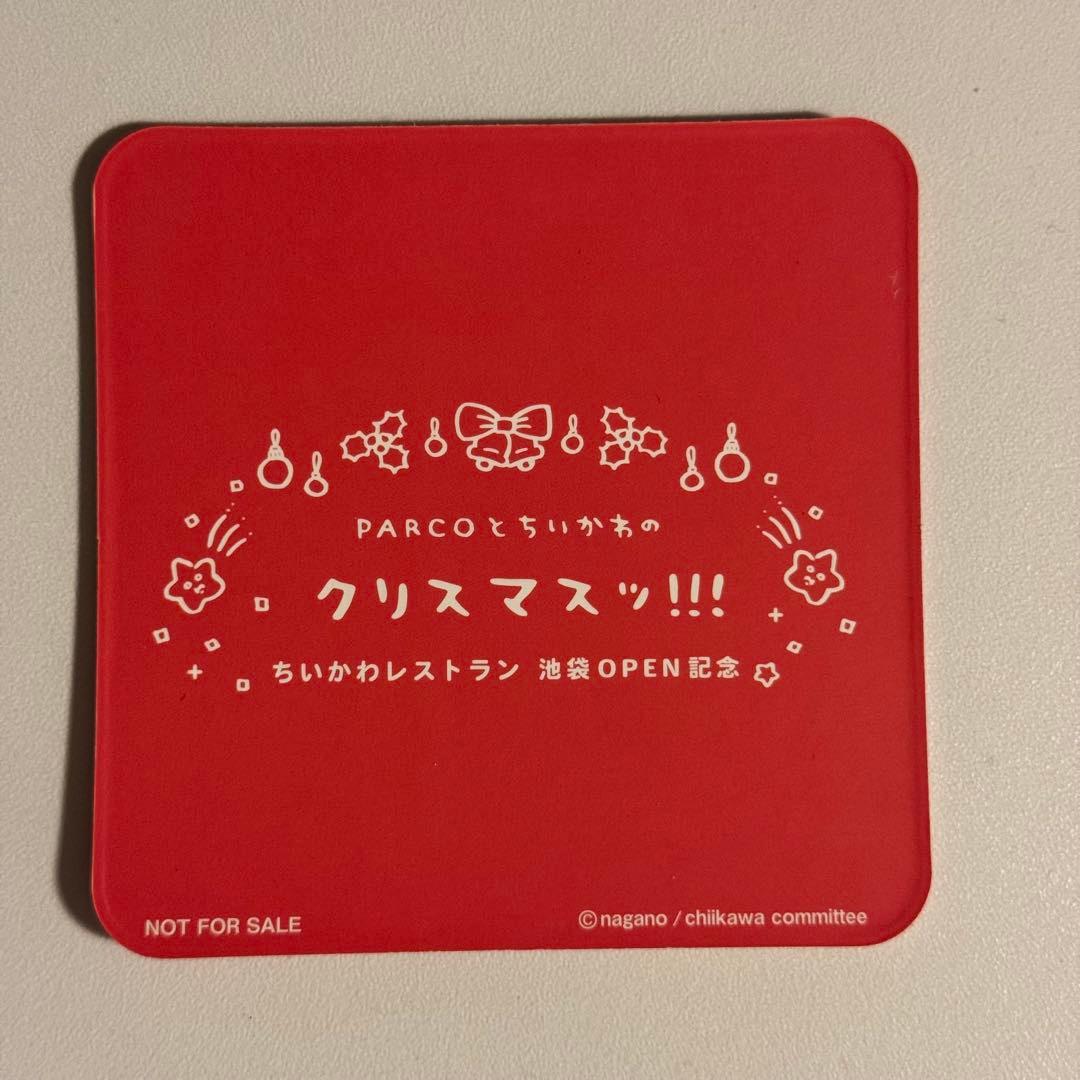 PARCOとちいかわの
クリスマスッ!!!
ちいかわレストラン 池袋OPEN記念
NOT FOR SALE
©nagano / chiikawa committee